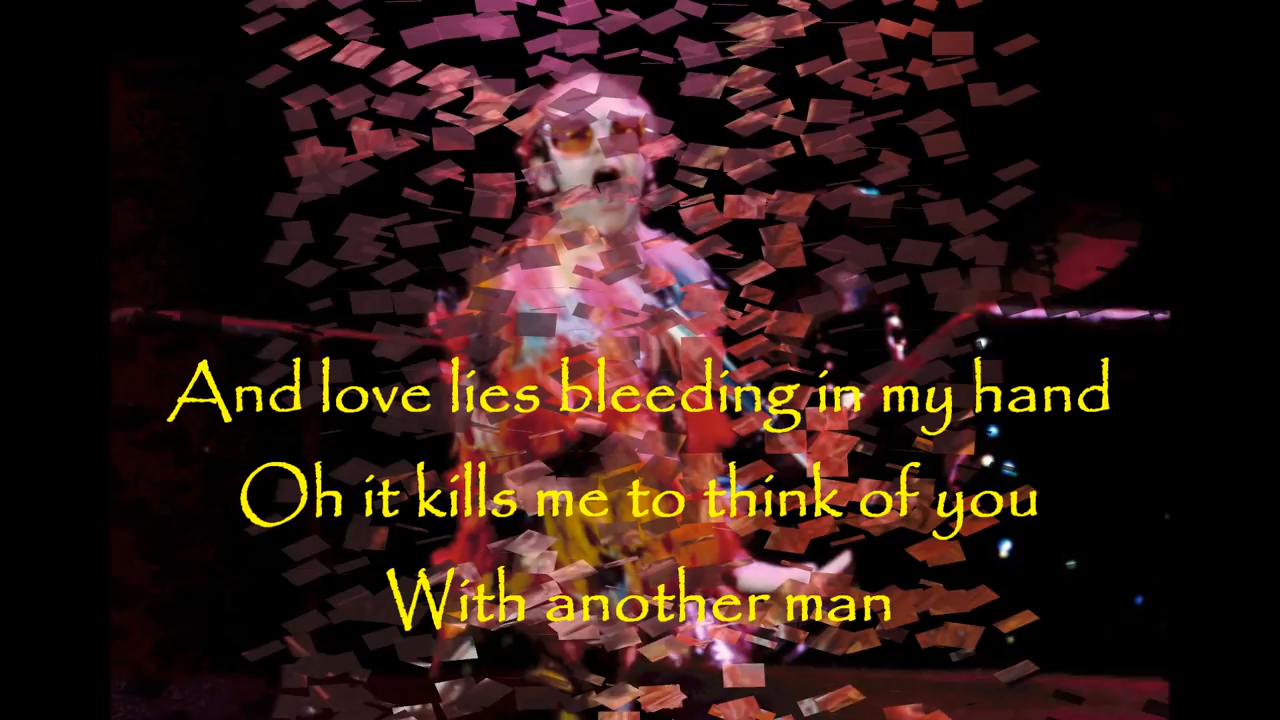 And love lies bleeding in my hand
Oh it kills me to think of you
With another man